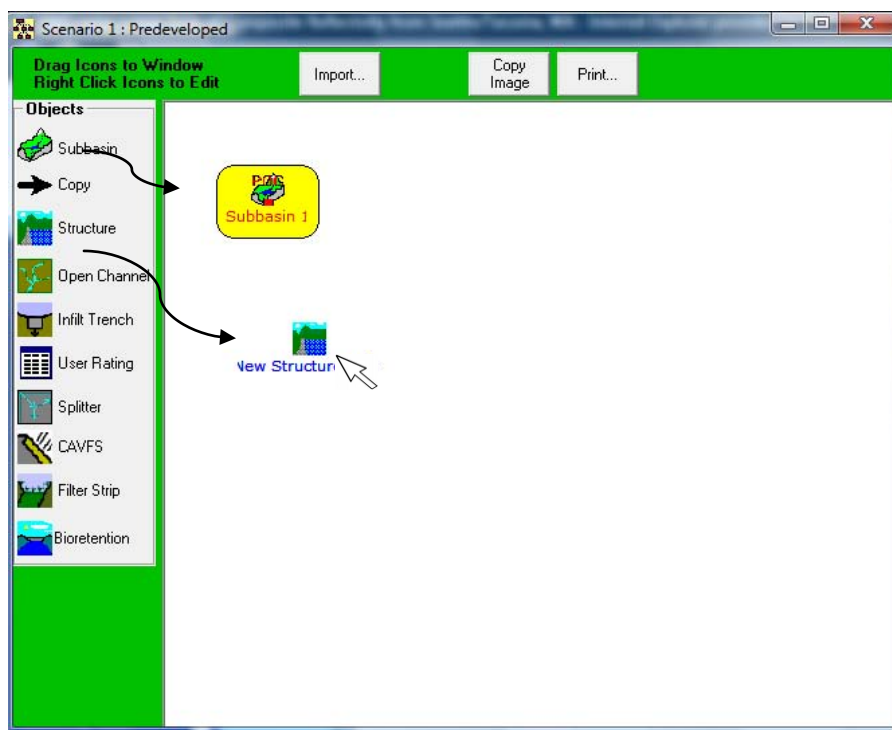 Scenario 1 : Predeveloped
Drag Icons to Window
Right Click Icons to Edit
Import...
Copy
Image
Print...
Objects
Subbasin
Copy
Structure
Open Channel
Infilt Trench
User Rating
Splitter
CAVFS
Filter Strip
Bioretention
POC
Subbasin 1
New Structur